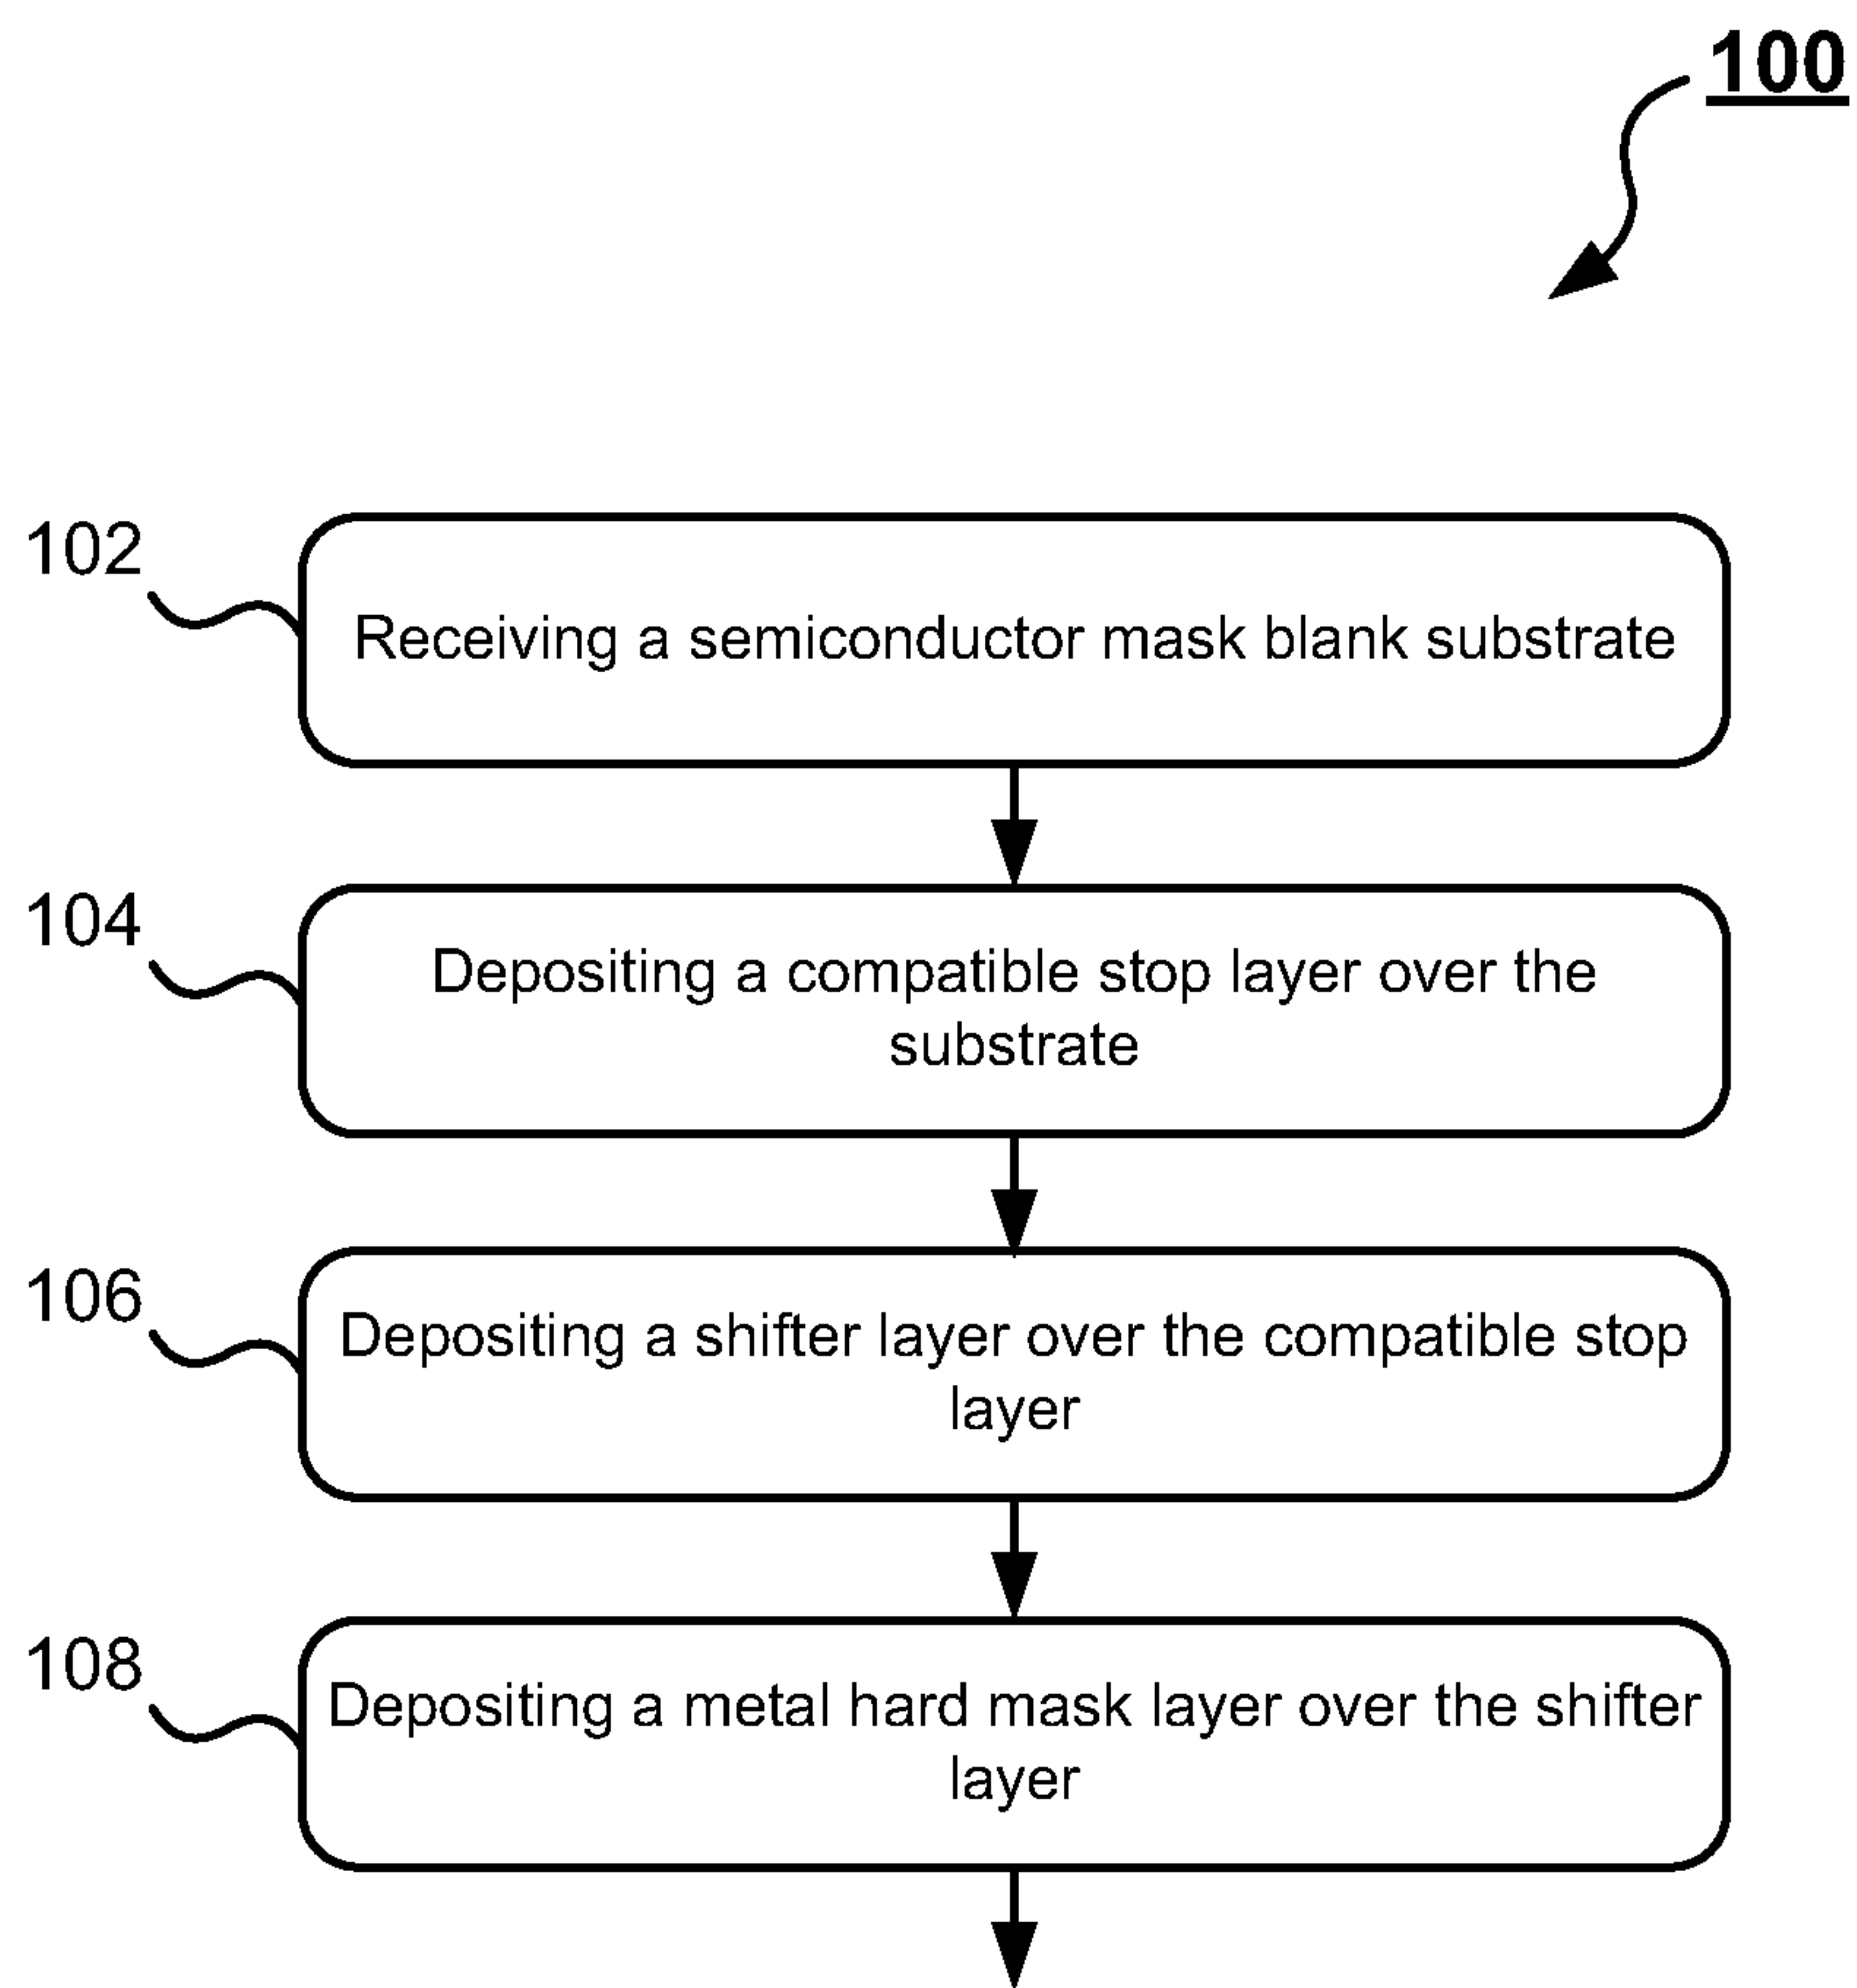 100
102
Receiving a semiconductor mask blank substrate
104
Depositing a compatible stop layer over the
substrate
106
Depositing a shifter layer over the compatible stop
layer
108
Depositing a metal hard mask layer over the shifter
layer